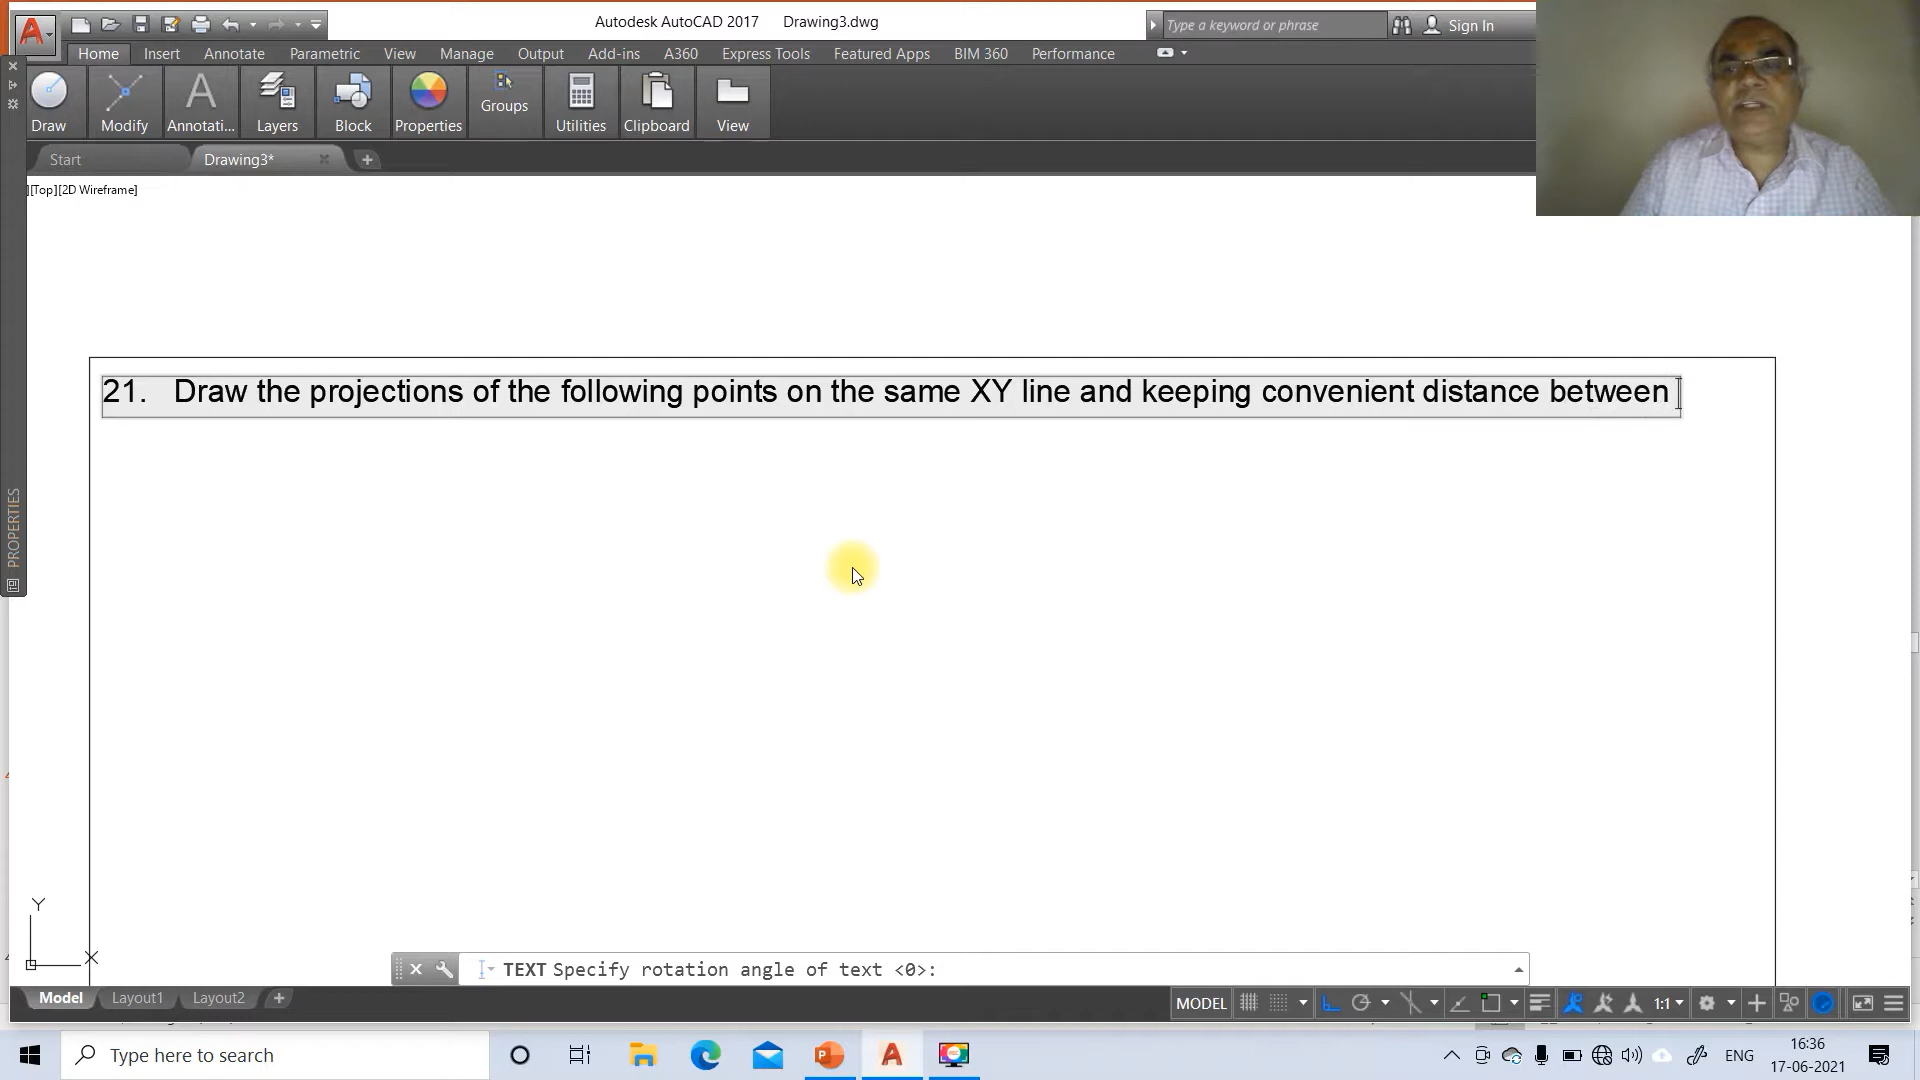 Autodesk AutoCAD 2017 Drawing3.dwg
Type a keyword or phrase
Sign In
Home Insert Annotate Parametric View Manage Output Add-ins A360 Express Tools Featured Apps BIM 360 Performance
Draw Modify Annotati... Layers Block Properties Groups Utilities Clipboard View
Start Drawing3*
][Top][2D Wireframe]
21. Draw the projections of the following points on the same XY line and keeping convenient distance between
PROPERTIES
Y
X
TEXT Specify rotation angle of text <0>:
Model Layout1 Layout2
MODEL 1:1
Type here to search
ENG
16:36
17-06-2021